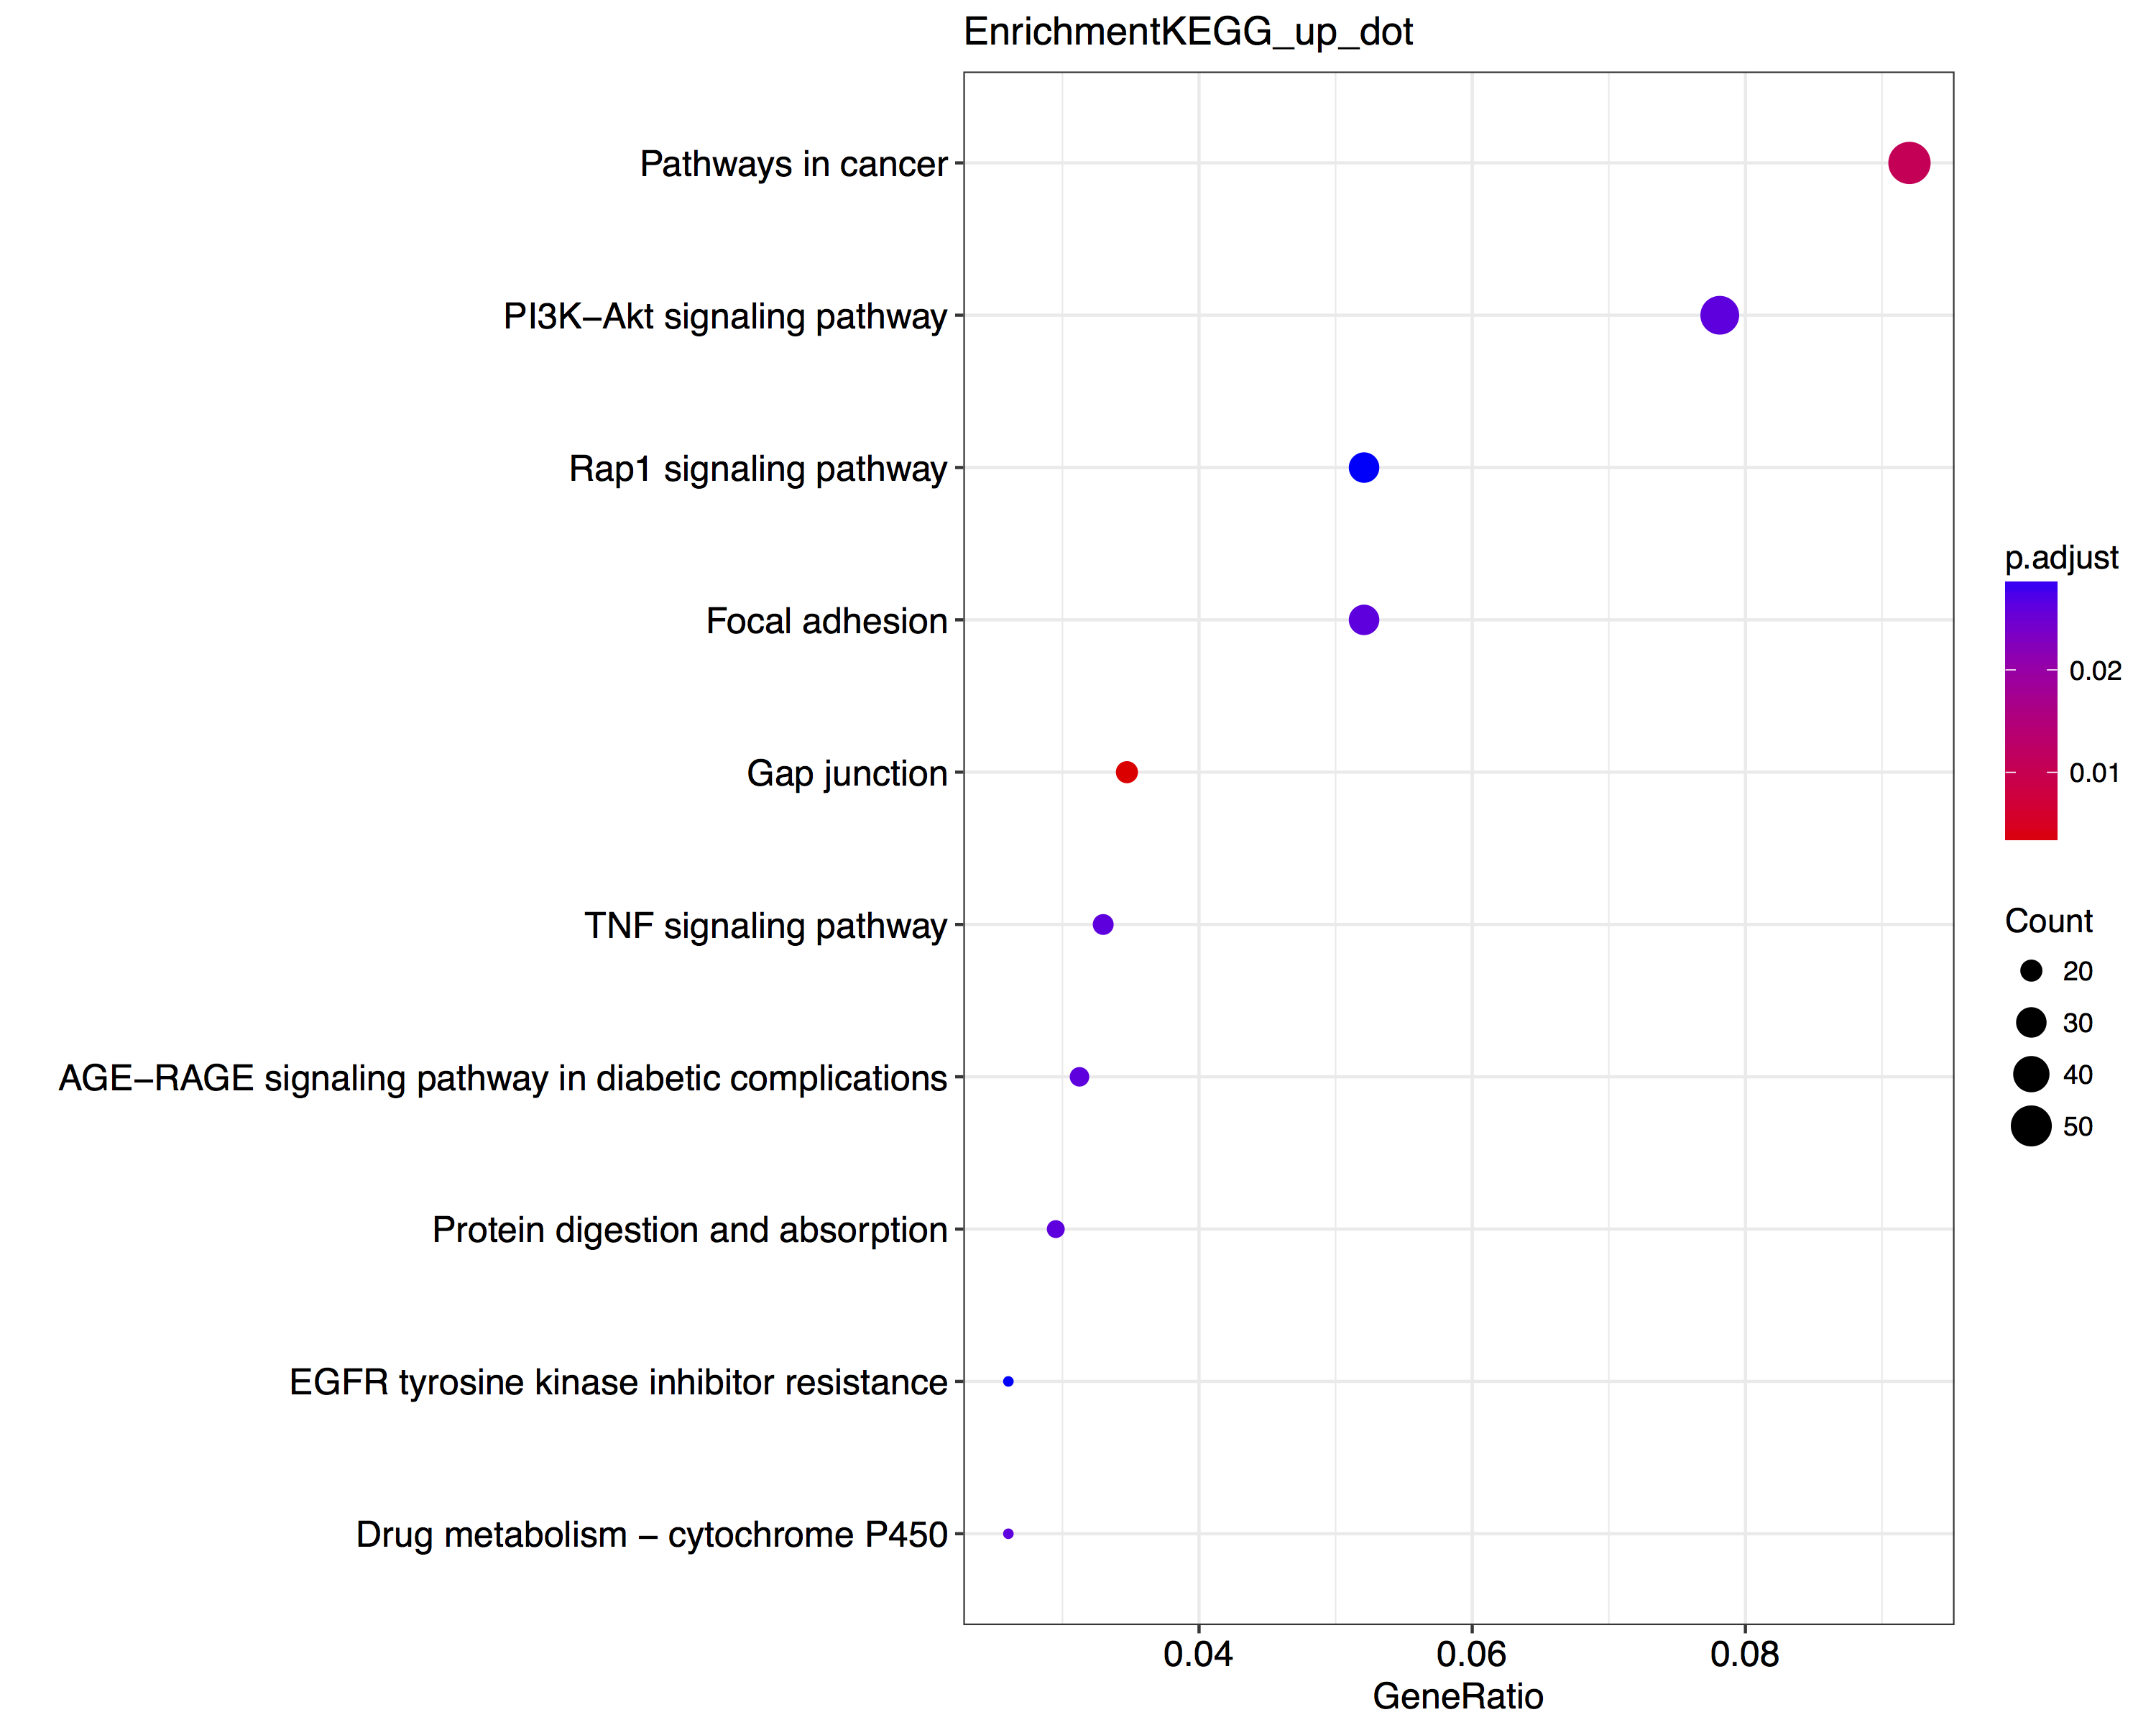 EnrichmentKEGG_up_dot
Pathways in cancer
PI3K−Akt signaling pathway
Rap1 signaling pathway
Focal adhesion
Gap junction
TNF signaling pathway
AGE−RAGE signaling pathway in diabetic complications
Protein digestion and absorption
EGFR tyrosine kinase inhibitor resistance
Drug metabolism − cytochrome P450
0.04 0.06 0.08
GeneRatio
p.adjust
0.02
0.01
Count
20
30
40
50